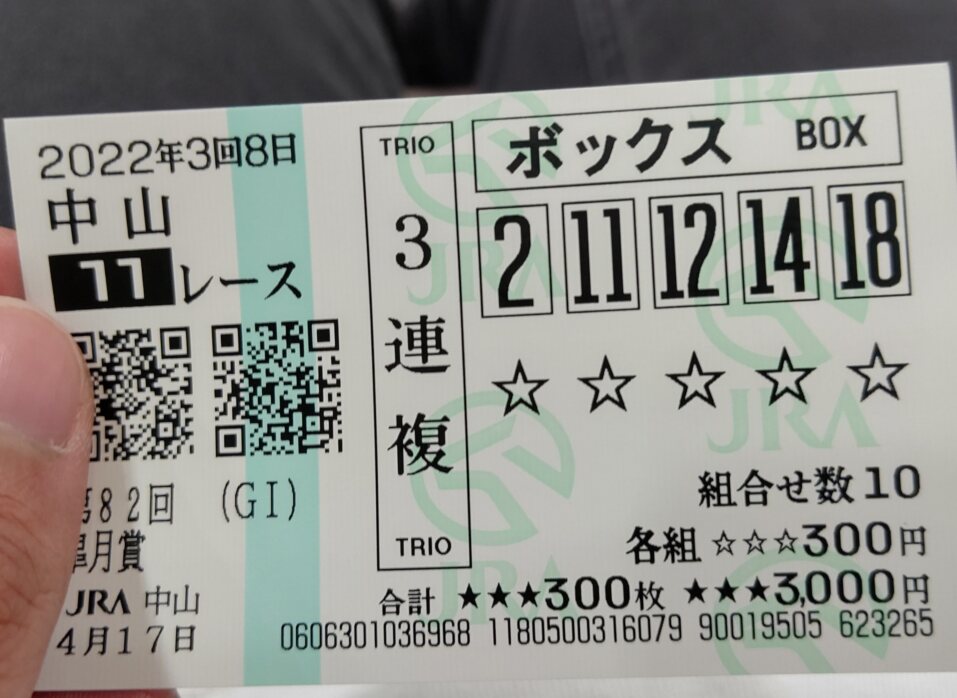 2022年3回8日
中山
11レース
第82回 (GI)
皐月賞
JRA 中山
4月17日
TRIO
3連複
TRIO
ボックス BOX
2 11 12 14 18
☆ ☆ ☆ ☆ ☆
組合せ数10
各組 ☆☆☆300円
合計 ★★★300枚 ★★★3,000円
0606301036968 1180500316079 90019505 623265
JRA
JRA
JRA